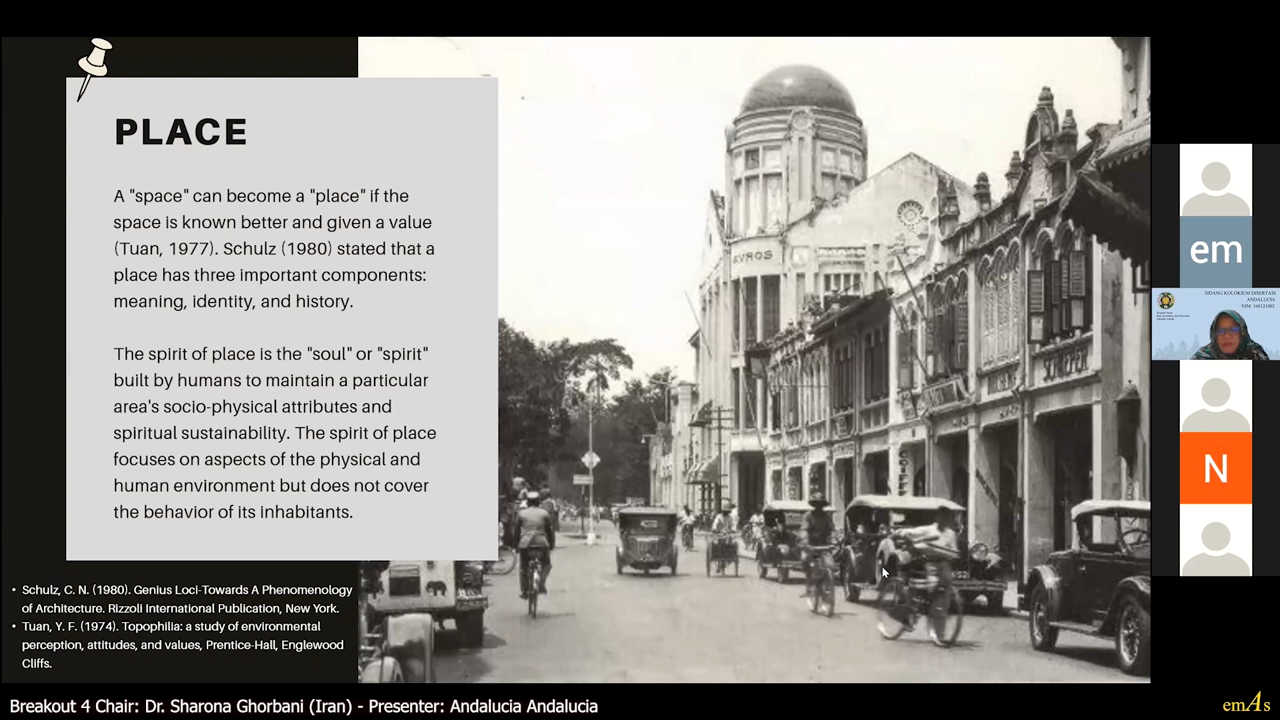 PLACE
A "space" can become a "place" if the
space is known better and given a value
(Tuan, 1977). Schulz (1980) stated that a
place has three important components:
meaning, identity, and history.
The spirit of place is the "soul" or "spirit"
built by humans to maintain a particular
area's socio-physical attributes and
spiritual sustainability. The spirit of place
focuses on aspects of the physical and
human environment but does not cover
the behavior of its inhabitants.
• Schulz, C. N. (1980). Genius Loci-Towards A Phenomenology
of Architecture. Rizzoli International Publication, New York.
• Tuan, Y. F. (1974). Topophilia: a study of environmental
perception, attitudes, and values, Prentice-Hall, Englewood
Cliffs.
AVROS
em
SIDANG KOLOKIUM DISERTASI
ANDALUCIA
N
Breakout 4 Chair: Dr. Sharona Ghorbani (Iran) - Presenter: Andalucia Andalucia
emAs